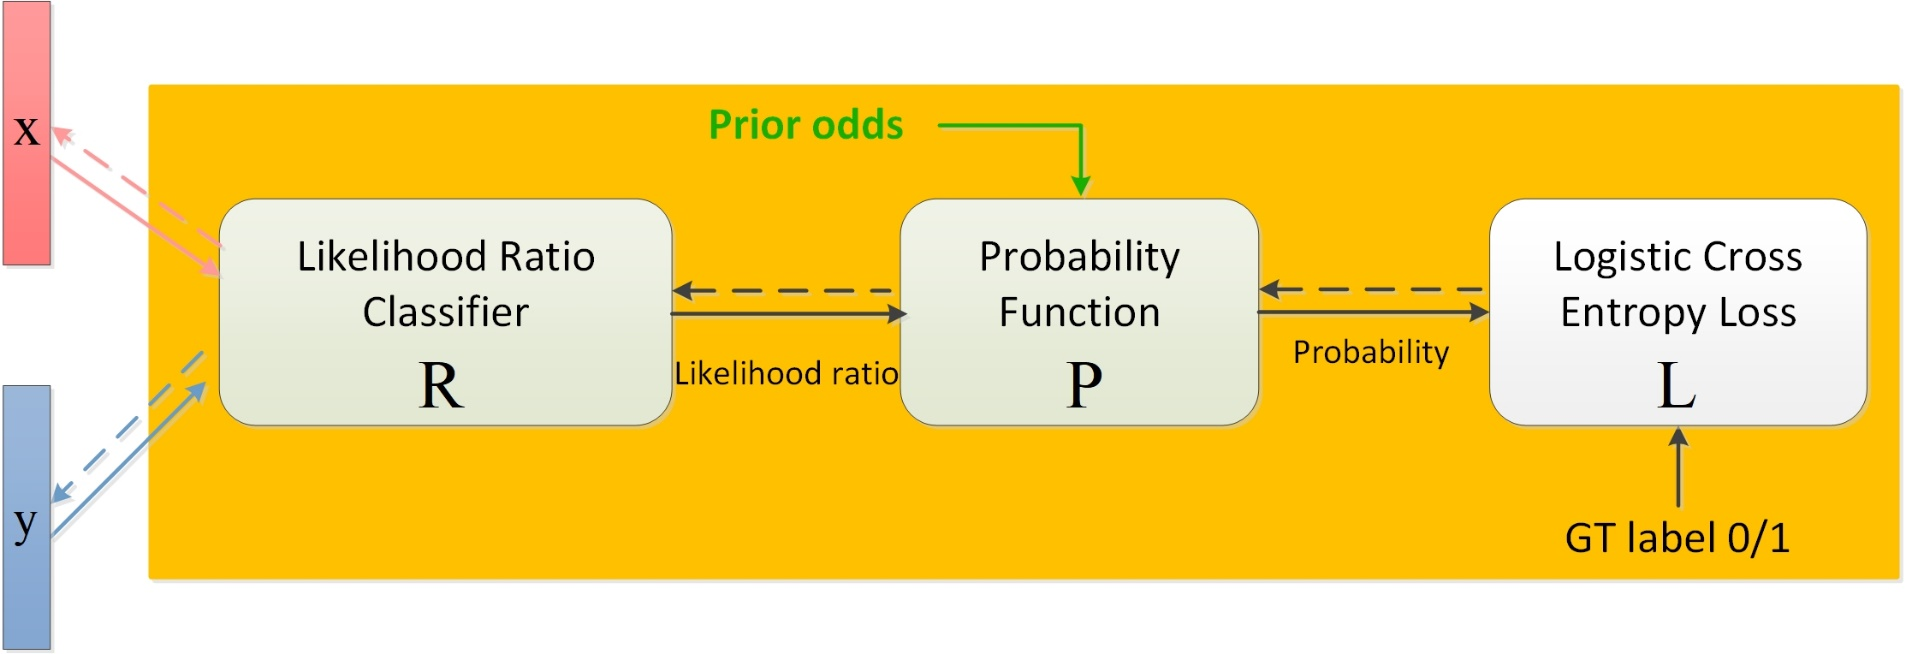 x
Prior odds
Likelihood Ratio
Classifier
R
Likelihood ratio
Probability
Function
P
Probability
Logistic Cross
Entropy Loss
L
GT label 0/1
y